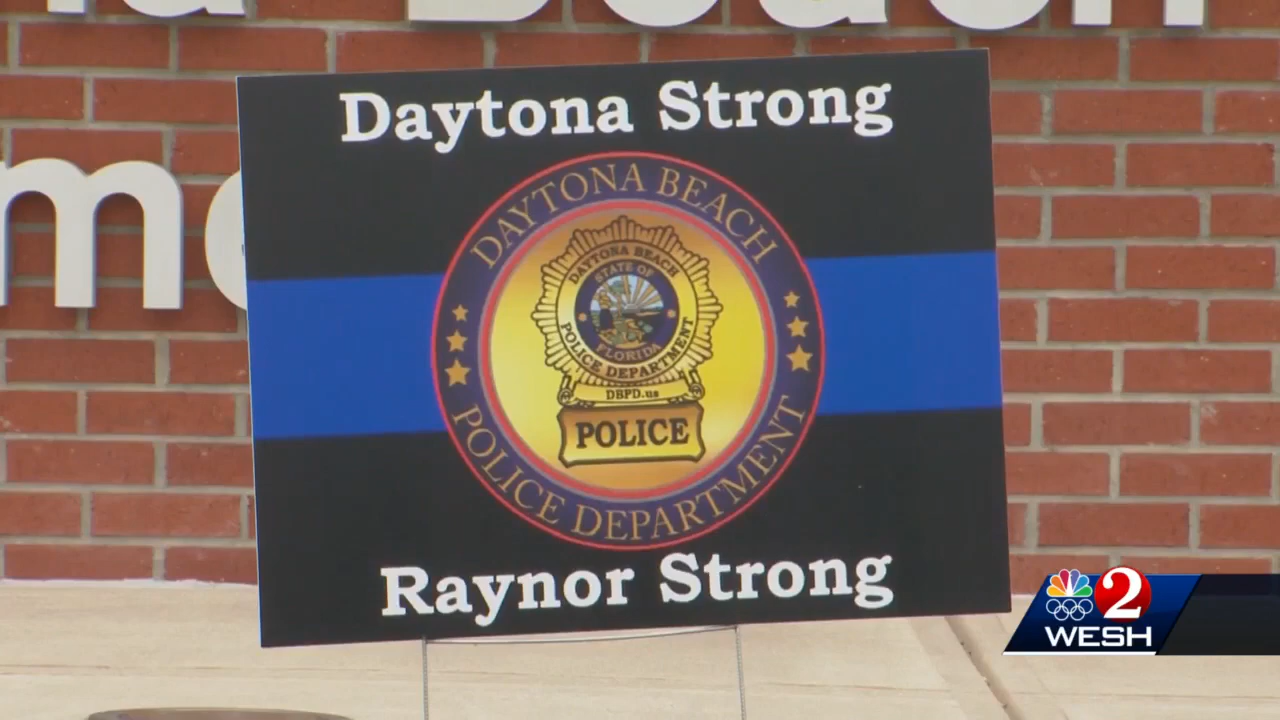 Daytona Strong
DAYTONA BEACH
DAYTONA BEACH
STATE OF
FLORIDA
POLICE DEPARTMENT
DBPD.us
POLICE
POLICE DEPARTMENT
Raynor Strong
2
WESH